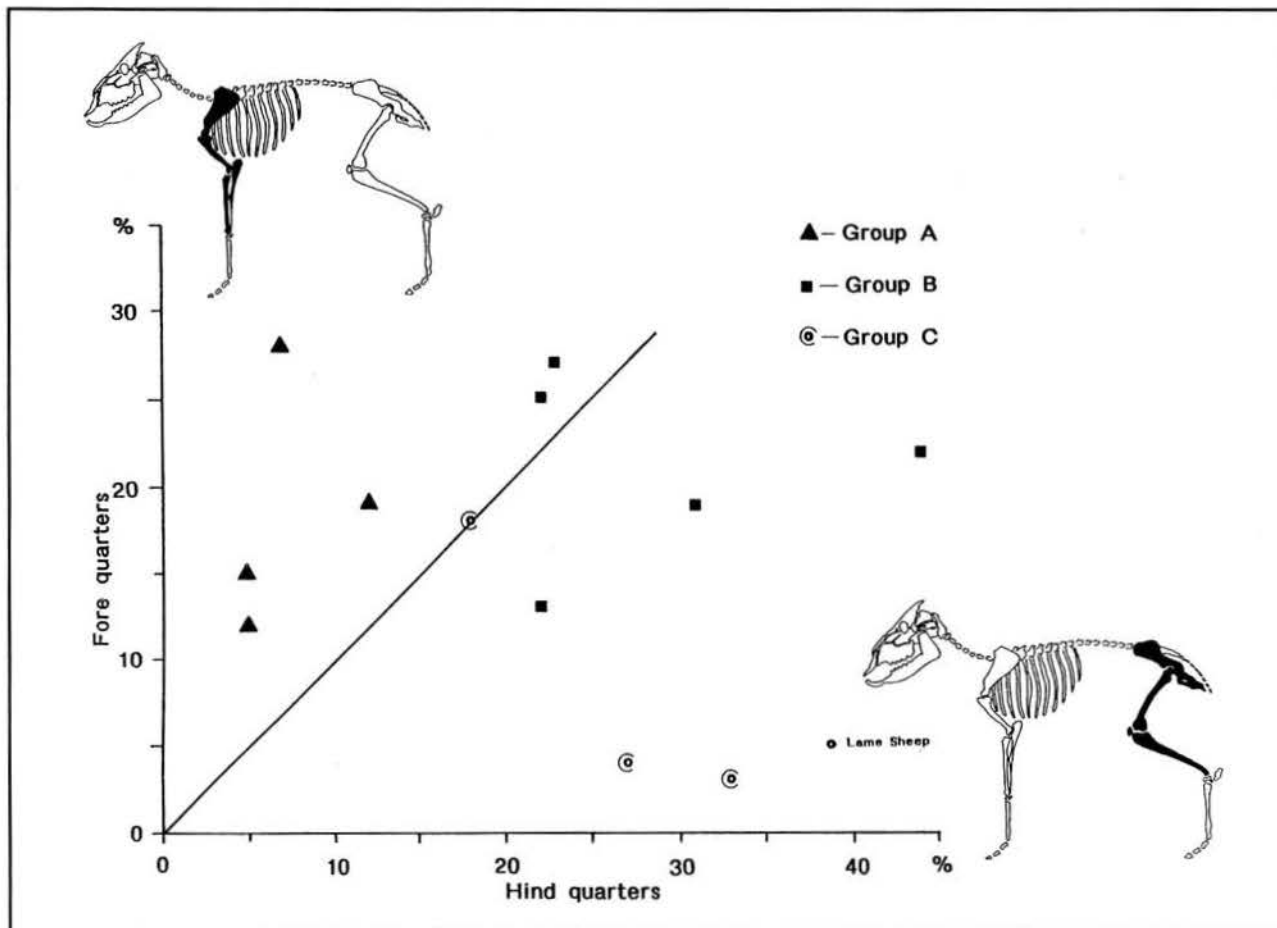 %
▲ – Group A
■ – Group B
– Group C
30
20
10
0
Fore quarters
Lame Sheep
0 10 20 30 40 %
Hind quarters